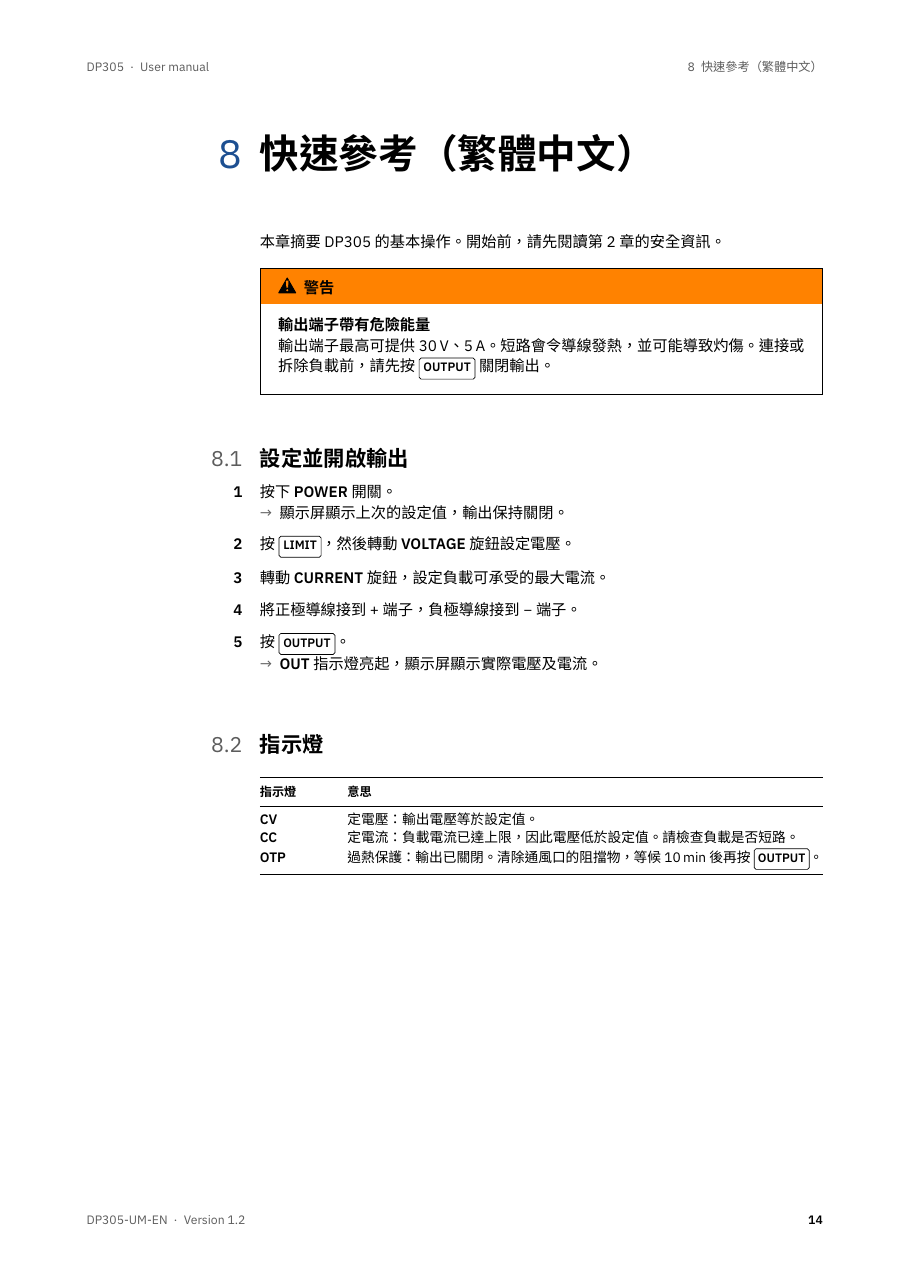 DP305 · User manual
8 快速參考（繁體中文）
8 快速參考（繁體中文）
本章摘要 DP305 的基本操作。開始前，請先閱讀第 2 章的安全資訊。
警告
輸出端子帶有危險能量
輸出端子最高可提供 30 V、5 A。短路會令導線發熱，並可能導致灼傷。連接或
拆除負載前，請先按 OUTPUT 關閉輸出。
8.1 設定並開啟輸出
1 按下 POWER 開關。
→ 顯示屏顯示上次的設定值，輸出保持關閉。
2 按 LIMIT，然後轉動 VOLTAGE 旋鈕設定電壓。
3 轉動 CURRENT 旋鈕，設定負載可承受的最大電流。
4 將正極導線接到 + 端子，負極導線接到 − 端子。
5 按 OUTPUT。
→ OUT 指示燈亮起，顯示屏顯示實際電壓及電流。
8.2 指示燈
指示燈 意思
CV 定電壓：輸出電壓等於設定值。
CC 定電流：負載電流已達上限，因此電壓低於設定值。請檢查負載是否短路。
OTP 過熱保護：輸出已關閉。清除通風口的阻擋物，等候 10 min 後再按 OUTPUT。
DP305-UM-EN · Version 1.2
14